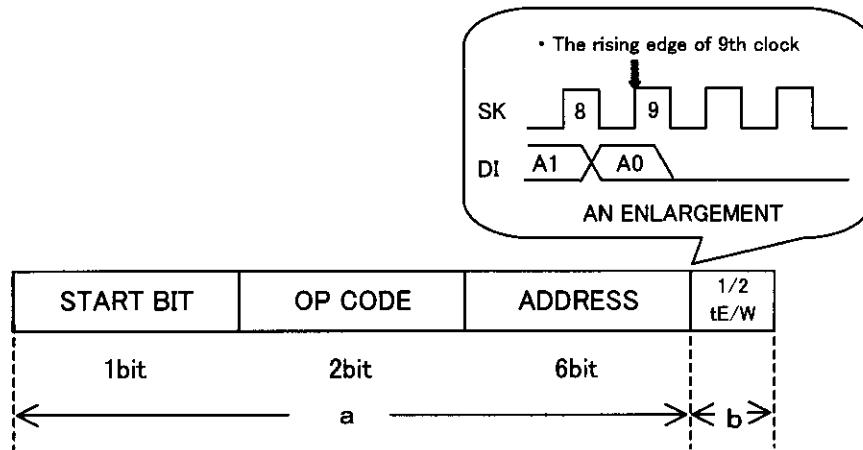 • The rising edge of 9th clock
SK 8 9
DI A1 A0
AN ENLARGEMENT
START BIT OP CODE ADDRESS 1/2 tE/W
1bit 2bit 6bit
a b